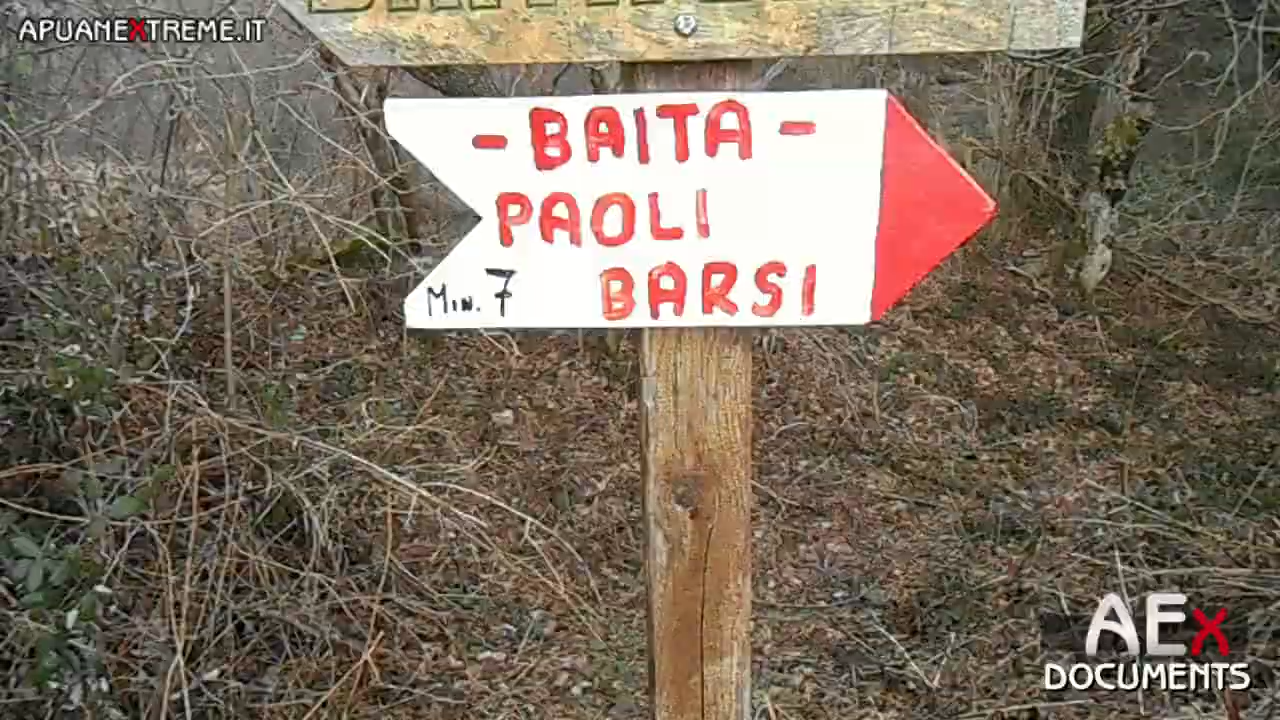 APUANEXTREME.IT
- BAITA -
PAOLI
MIN. 7 BARSI
AEx
DOCUMENTS